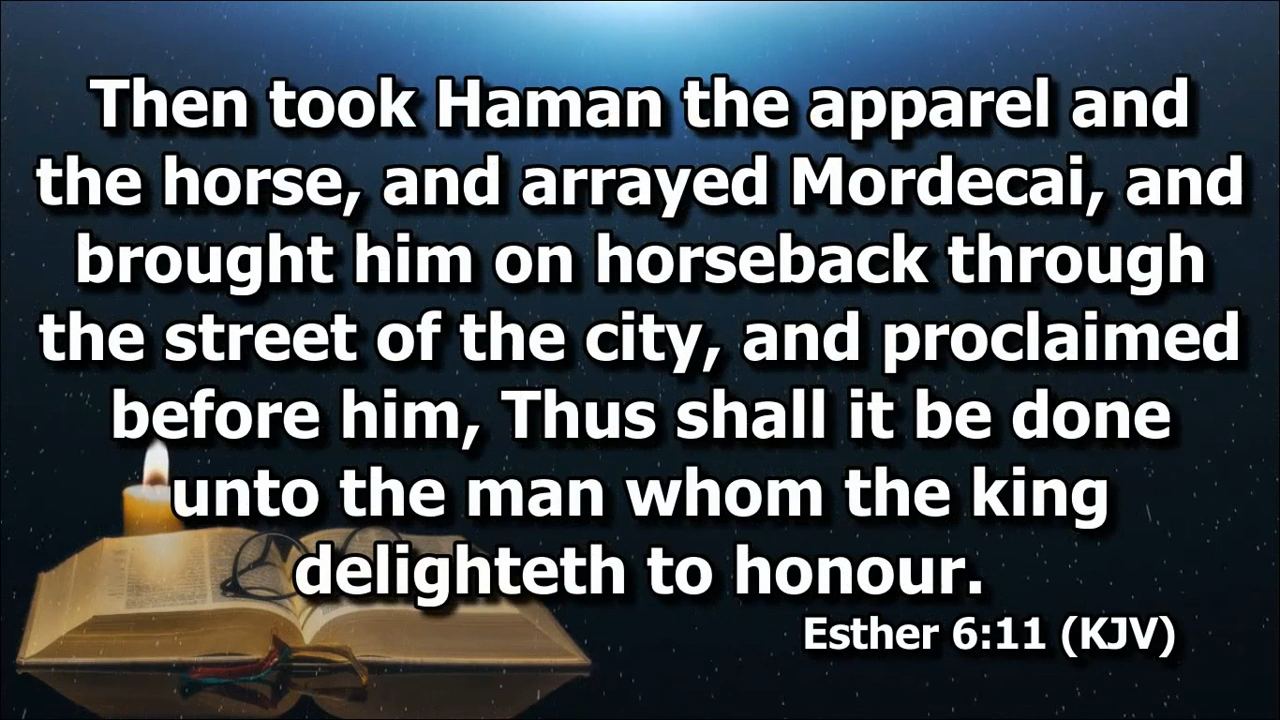 Then took Haman the apparel and
the horse, and arrayed Mordecai, and
brought him on horseback through
the street of the city, and proclaimed
before him, Thus shall it be done
unto the man whom the king
delighteth to honour.
Esther 6:11 (KJV)